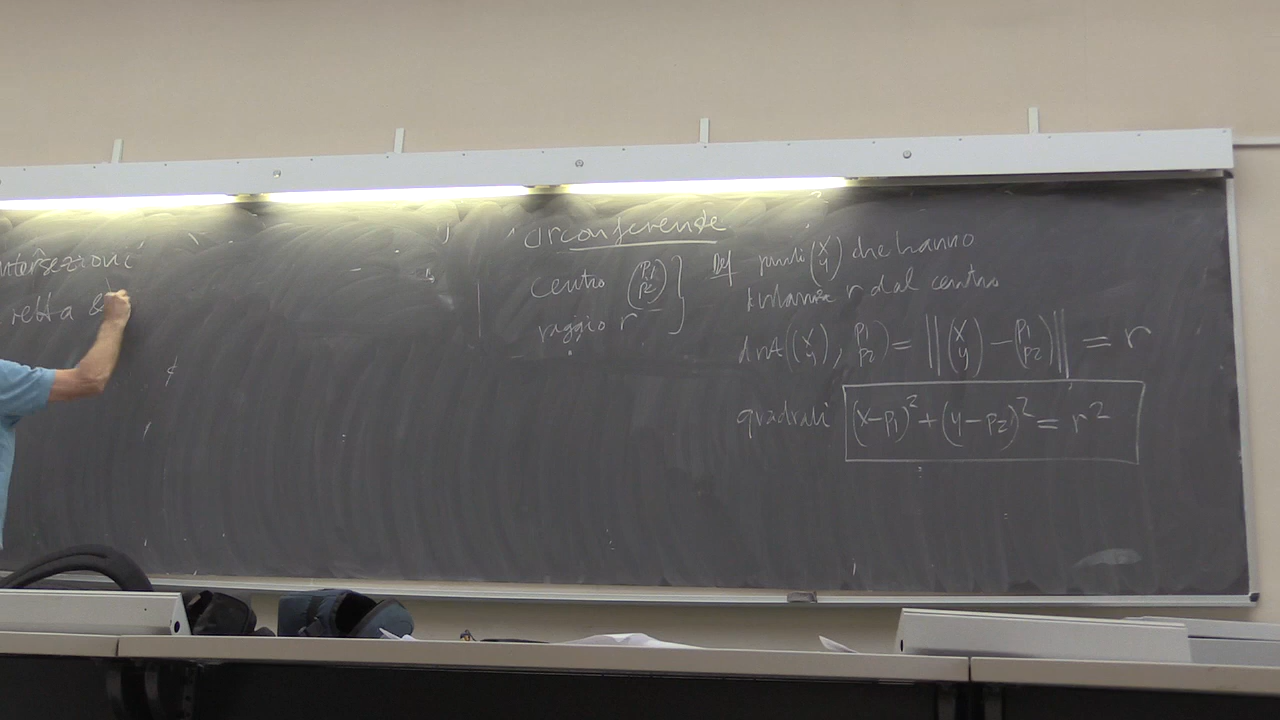 intersezioni
retta &
circonferenze
centro (p1 p2) }
raggio r
Def punti (x y) che hanno
distanza r dal centro
dist((x y), p1 p2) = ||(x y) - (p1 p2)|| = r
quadrati (x-p1)² + (y-p2)² = r²